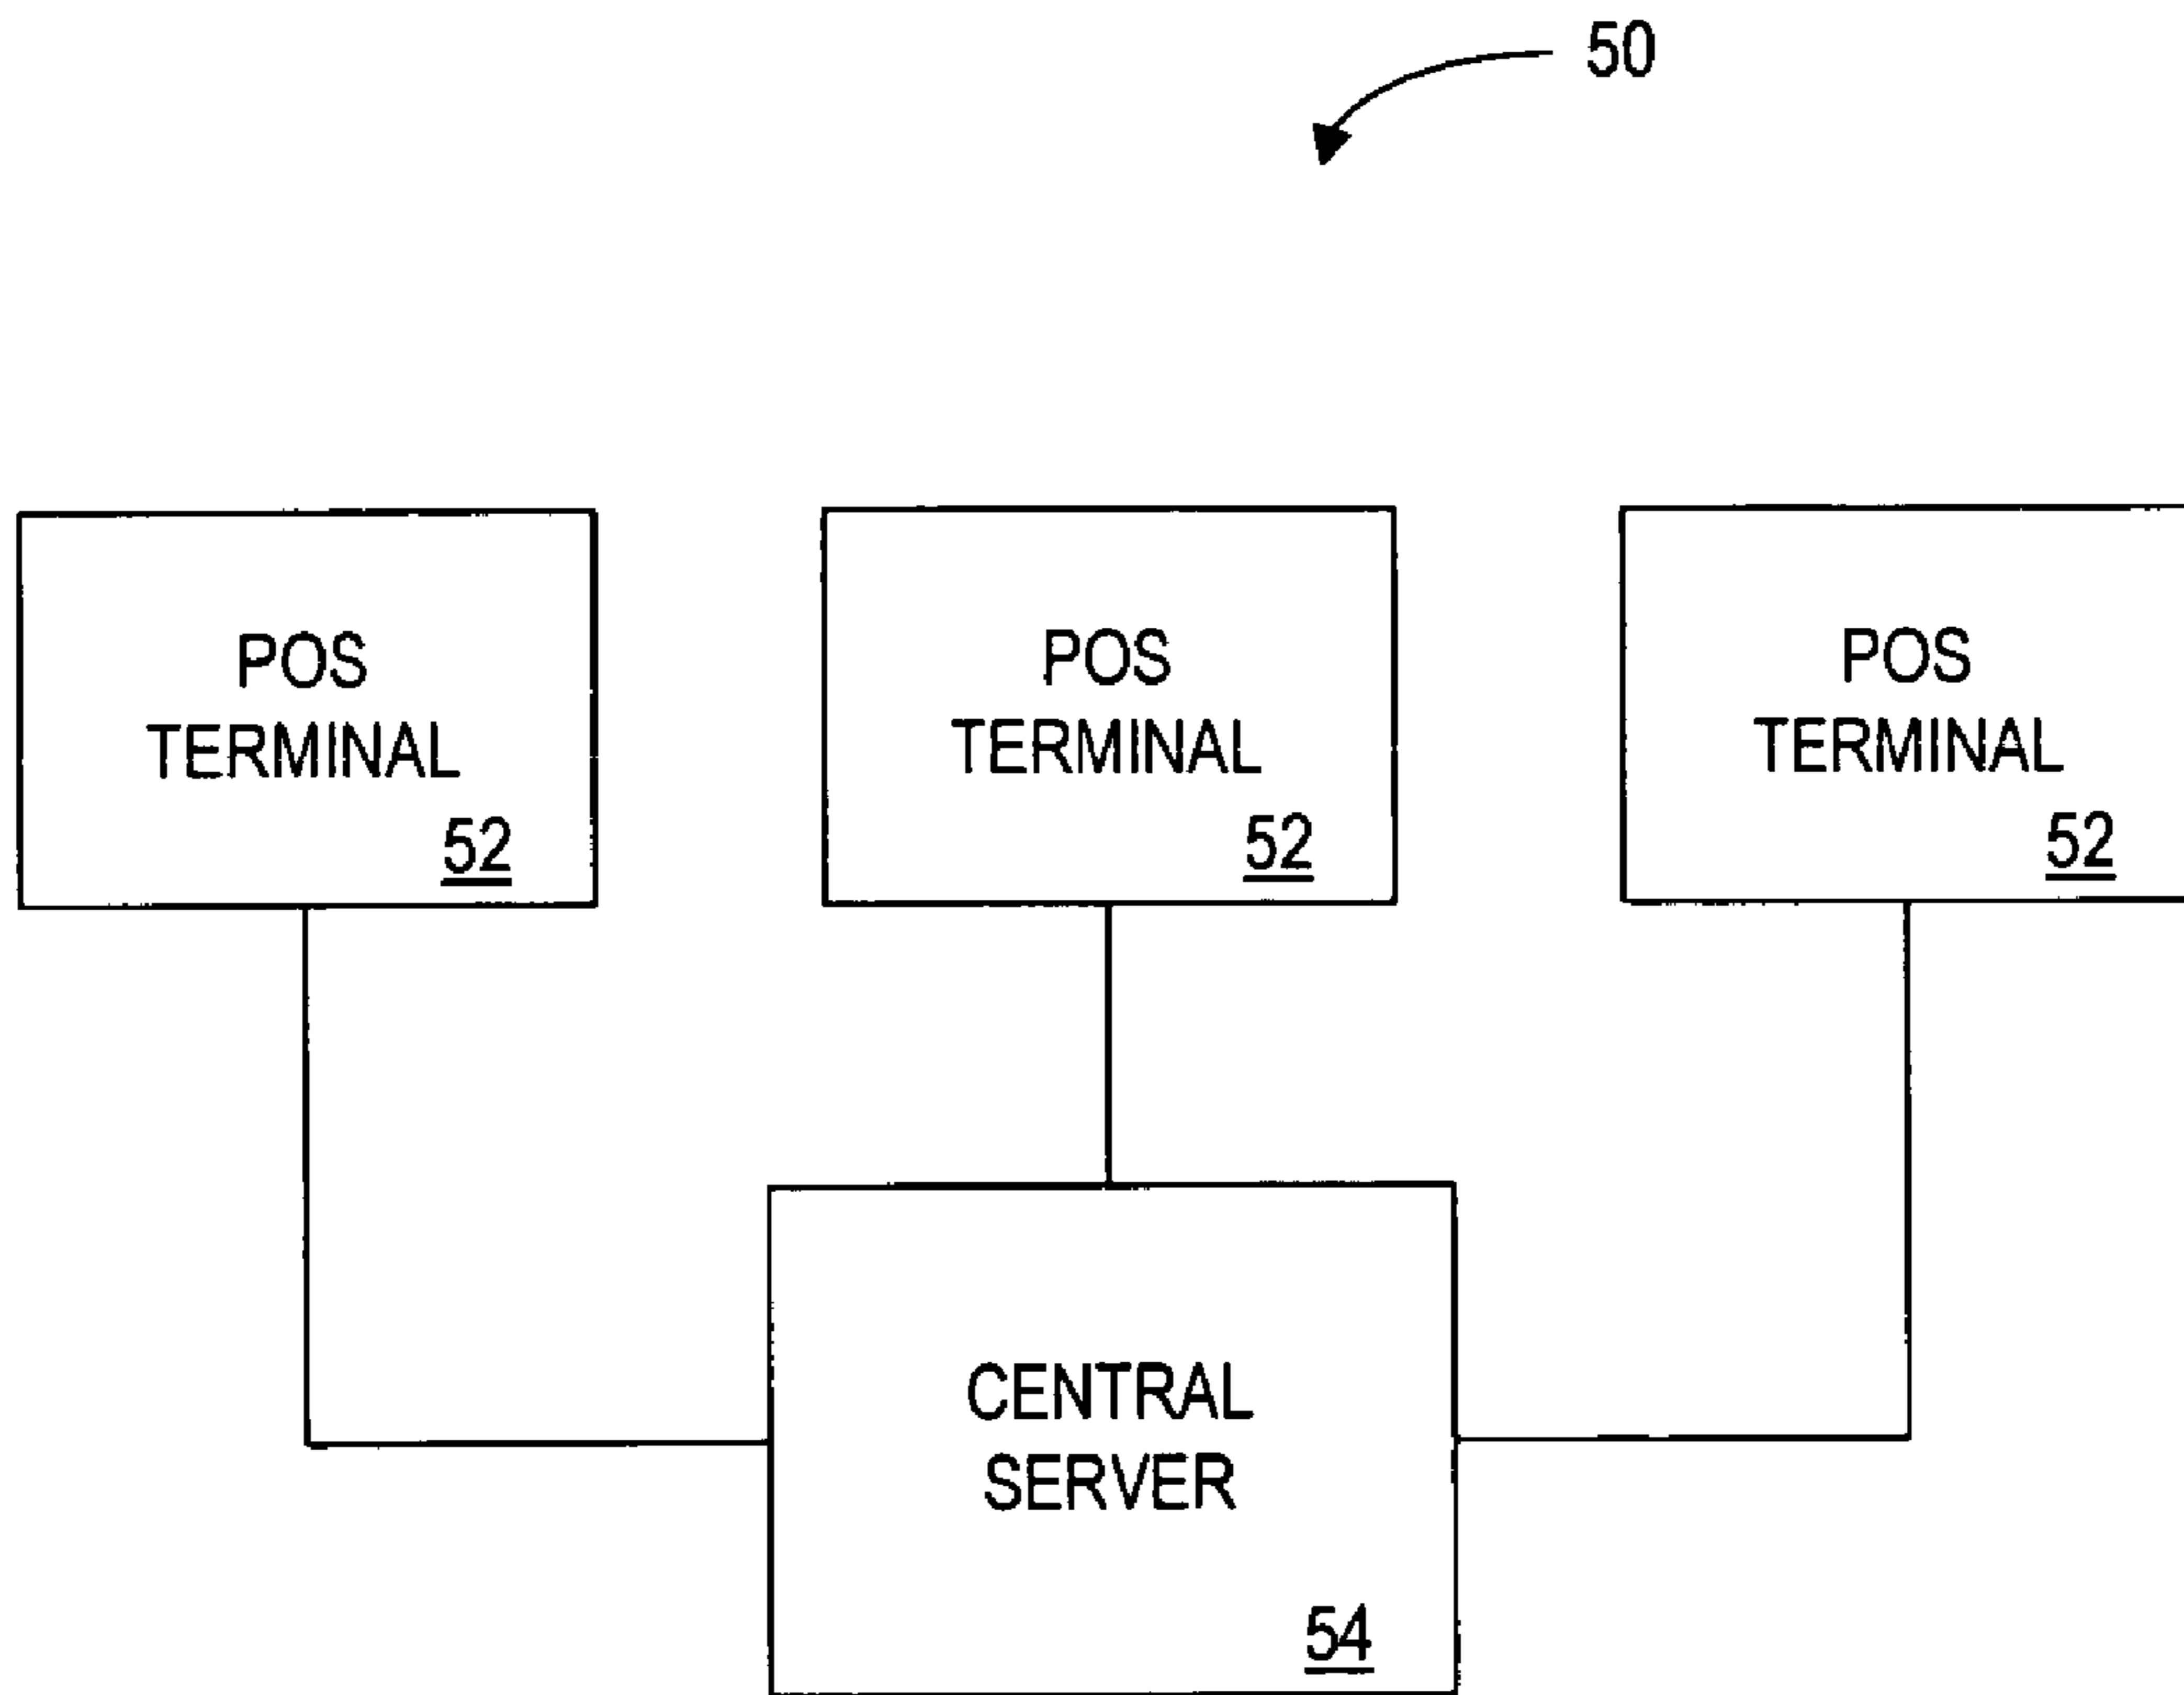 50
POS
TERMINAL
52
POS
TERMINAL
52
POS
TERMINAL
52
CENTRAL
SERVER
54